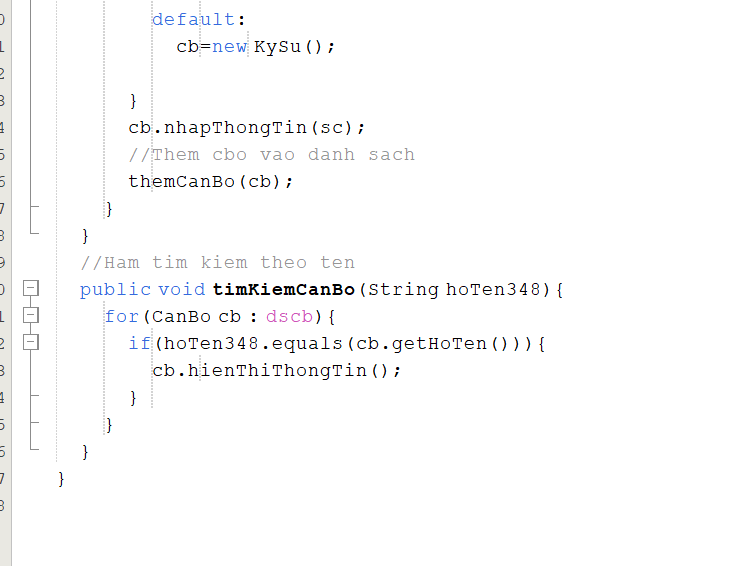 default:
cb=new KySu();
}
cb.nhapThongTin(sc);
//Them cbo vao danh sach
themCanBo(cb);
}
}
//Ham tim kiem theo ten
public void timKiemCanBo(String hoTen348){
for(CanBo cb : dscb){
if(hoTen348.equals(cb.getHoTen())){
cb.hienThiThongTin();
}
}
}
}